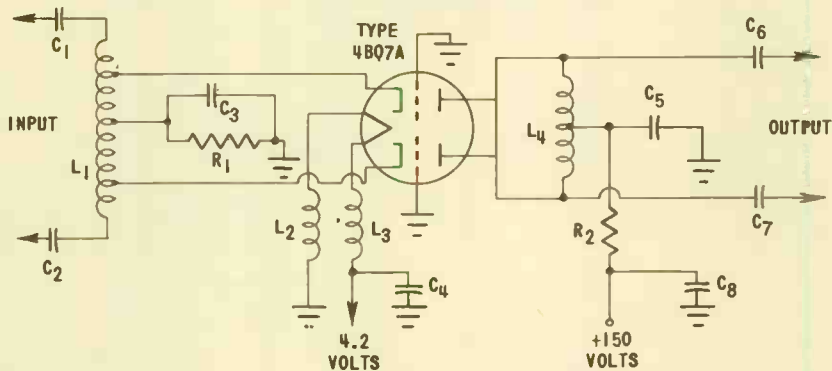 C1
TYPE
4BQ7A
C6
INPUT
C3
R1
L1
C5
L4
OUTPUT
L2
L3
R2
C7
C2
C4
C8
4.2
VOLTS
+150
VOLTS